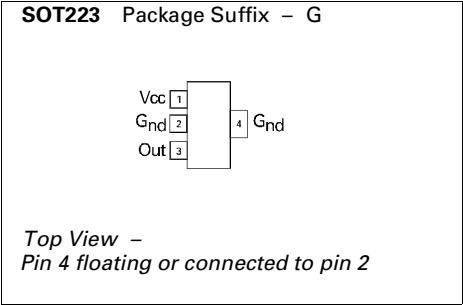 SOT223 Package Suffix – G
Vcc 1
Gnd 2
4 Gnd
Out 3
Top View –
Pin 4 floating or connected to pin 2